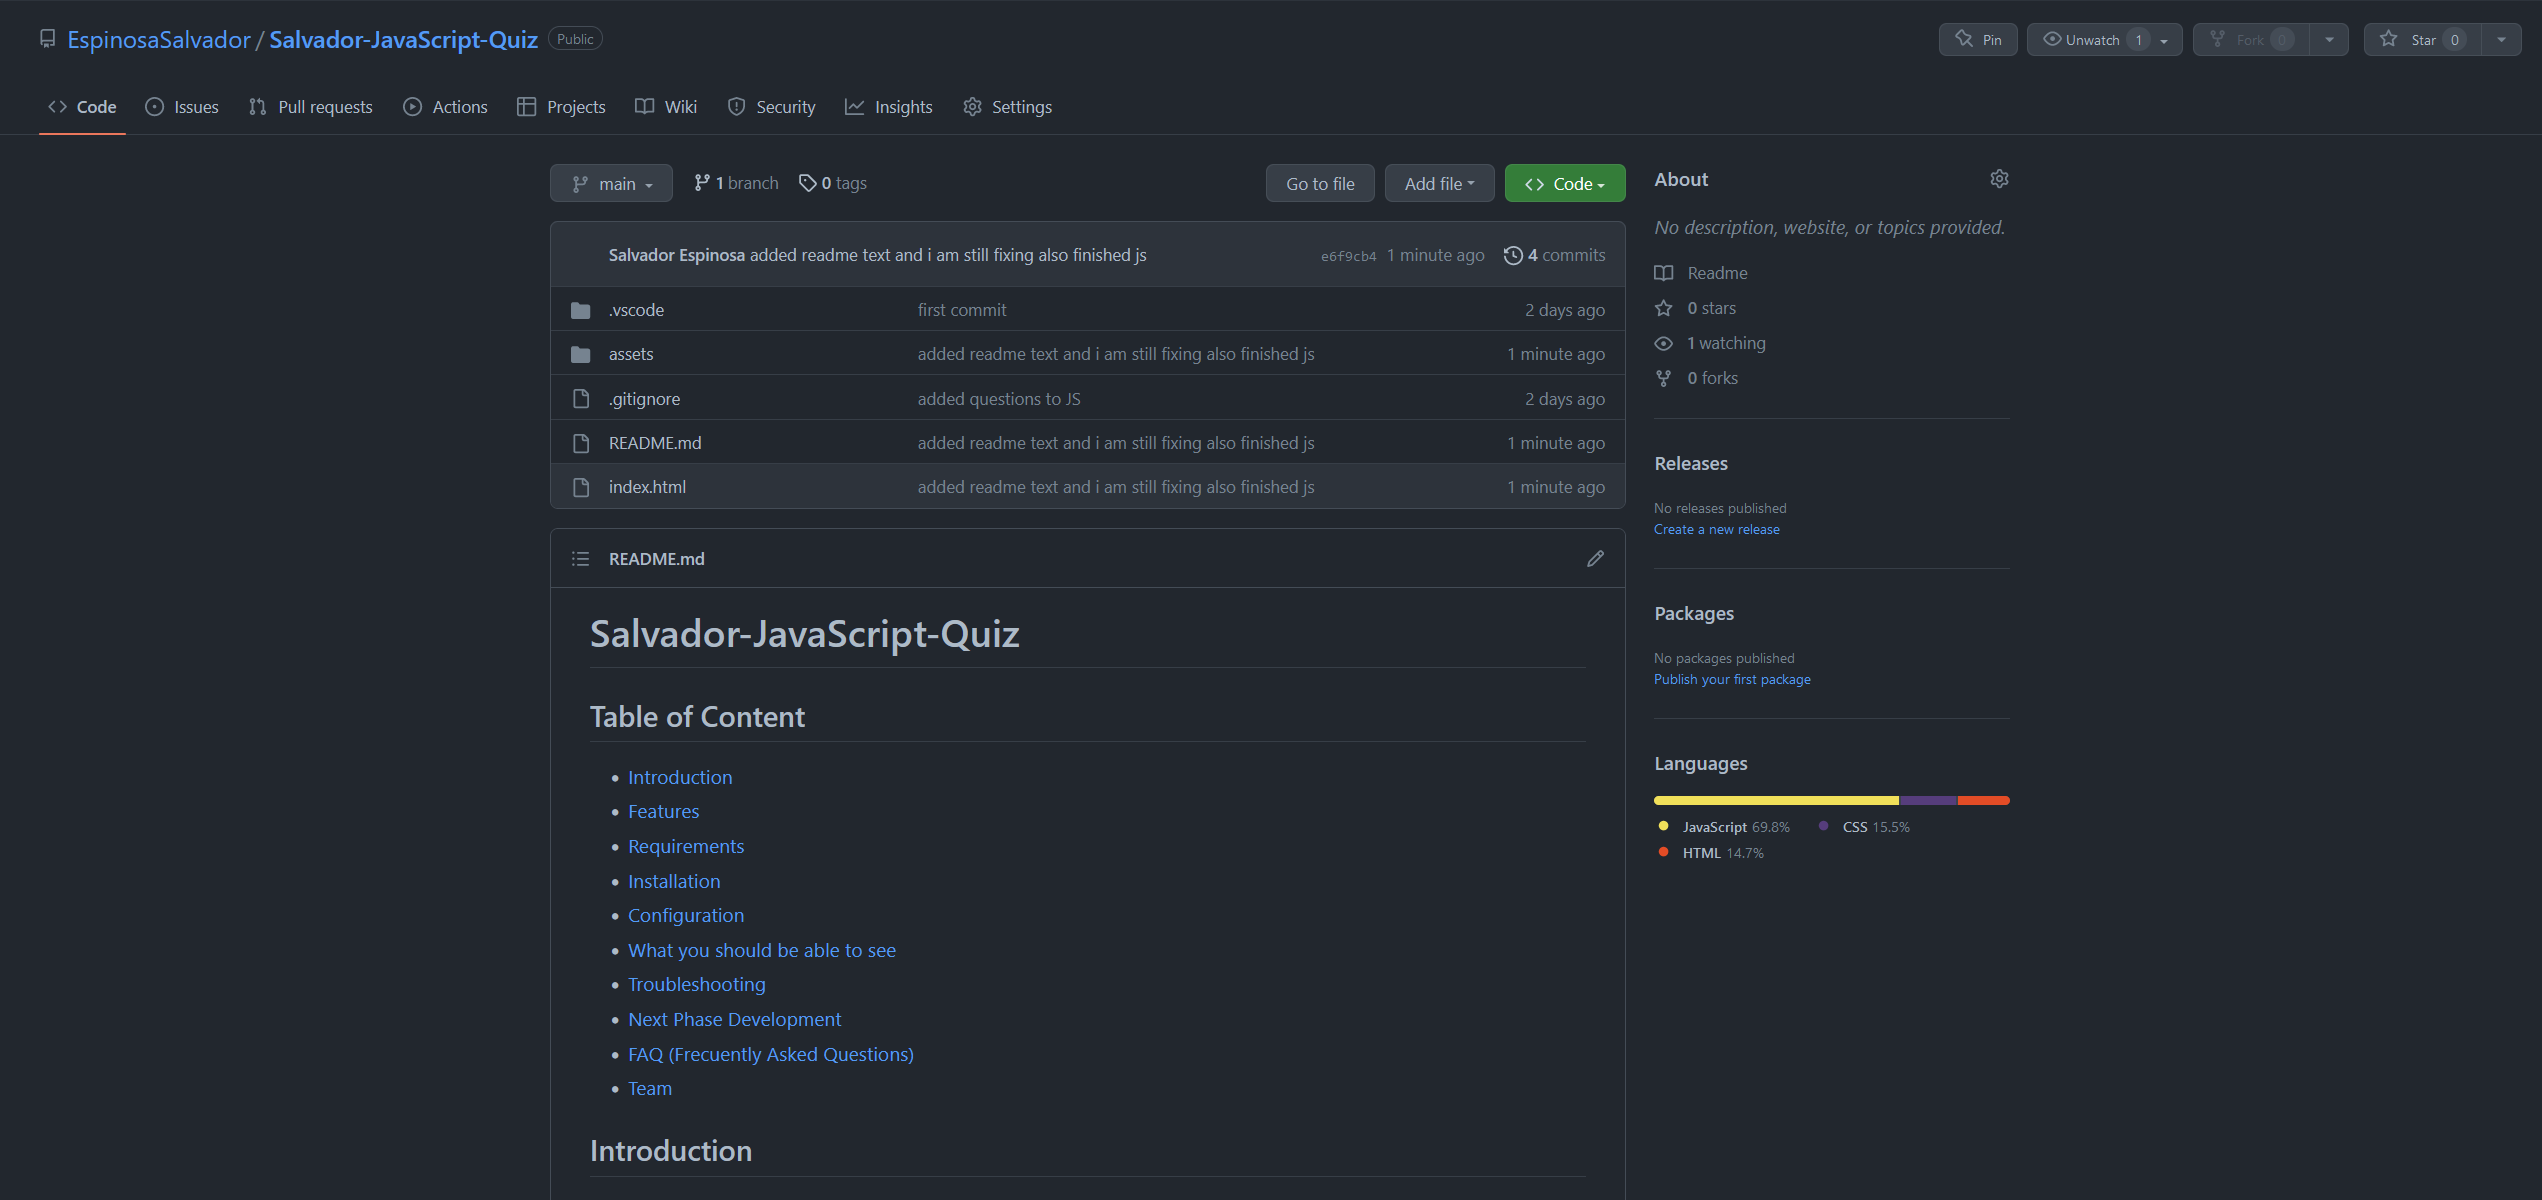 EspinosaSalvador / Salvador-JavaScript-Quiz Public
Pin
Unwatch 1
Fork 0
Star 0
Code
Issues
Pull requests
Actions
Projects
Wiki
Security
Insights
Settings
main
1 branch
0 tags
Go to file
Add file
Code
Salvador Espinosa added readme text and i am still fixing also finished js
e6f9cb4 1 minute ago
4 commits
.vscode first commit 2 days ago
assets added readme text and i am still fixing also finished js 1 minute ago
.gitignore added questions to JS 2 days ago
README.md added readme text and i am still fixing also finished js 1 minute ago
index.html added readme text and i am still fixing also finished js 1 minute ago
README.md
Salvador-JavaScript-Quiz
Table of Content
Introduction
Features
Requirements
Installation
Configuration
What you should be able to see
Troubleshooting
Next Phase Development
FAQ (Frecuently Asked Questions)
Team
Introduction
About
No description, website, or topics provided.
Readme
0 stars
1 watching
0 forks
Releases
No releases published
Create a new release
Packages
No packages published
Publish your first package
Languages
JavaScript 69.8% CSS 15.5%
HTML 14.7%